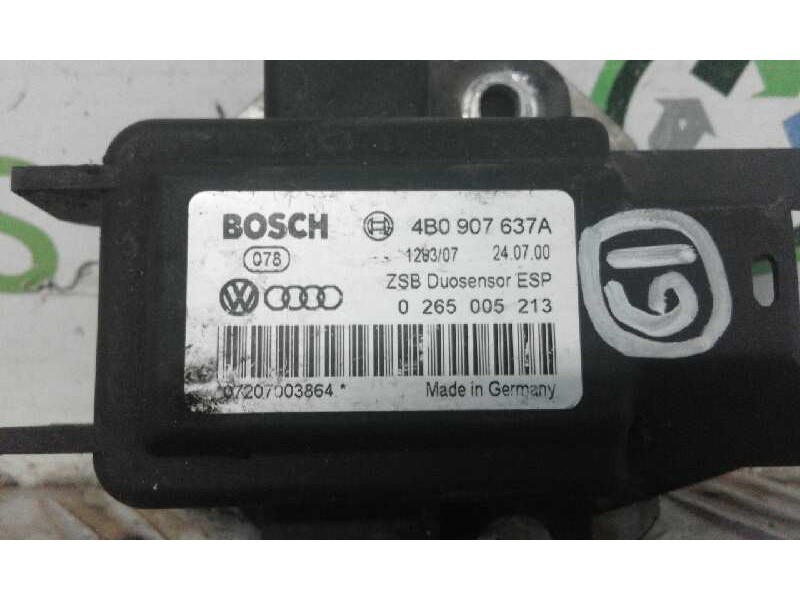 BOSCH 4B0 907 637A
078 1293/07 24.07.00
ZSB Duosensor ESP
0 265 005 213
07207003864 *
Made in Germany